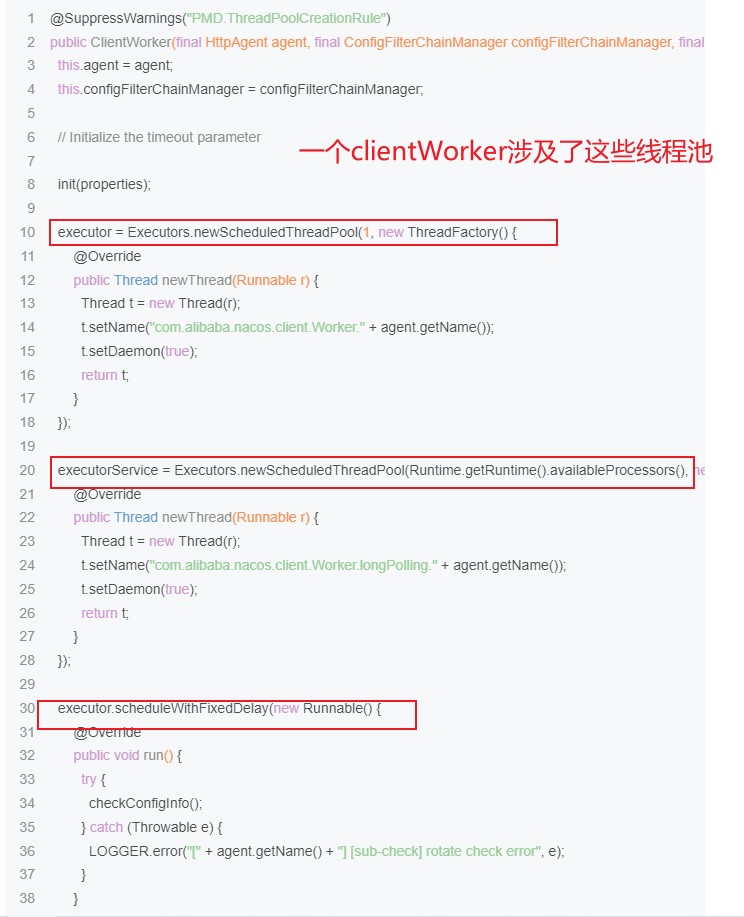 1 @SuppressWarnings("PMD.ThreadPoolCreationRule")
2 public ClientWorker(final HttpAgent agent, final ConfigFilterChainManager configFilterChainManager, final
3 this.agent = agent;
4 this.configFilterChainManager = configFilterChainManager;
5
6 // Initialize the timeout parameter
一个clientWorker涉及了这些线程池
7
8 init(properties);
9
10 executor = Executors.newScheduledThreadPool(1, new ThreadFactory() {
11 @Override
12 public Thread newThread(Runnable r) {
13 Thread t = new Thread(r);
14 t.setName("com.alibaba.nacos.client.Worker." + agent.getName());
15 t.setDaemon(true);
16 return t;
17 }
18 });
19
20 executorService = Executors.newScheduledThreadPool(Runtime.getRuntime().availableProcessors(),
21 @Override
22 public Thread newThread(Runnable r) {
23 Thread t = new Thread(r);
24 t.setName("com.alibaba.nacos.client.Worker.longPolling." + agent.getName());
25 t.setDaemon(true);
26 return t;
27 }
28 });
29
30 executor.scheduleWithFixedDelay(new Runnable() {
31 @Override
32 public void run() {
33 try {
34 checkConfigInfo();
35 } catch (Throwable e) {
36 LOGGER.error("[" + agent.getName() + "] [sub-check] rotate check error", e);
37 }
38 }